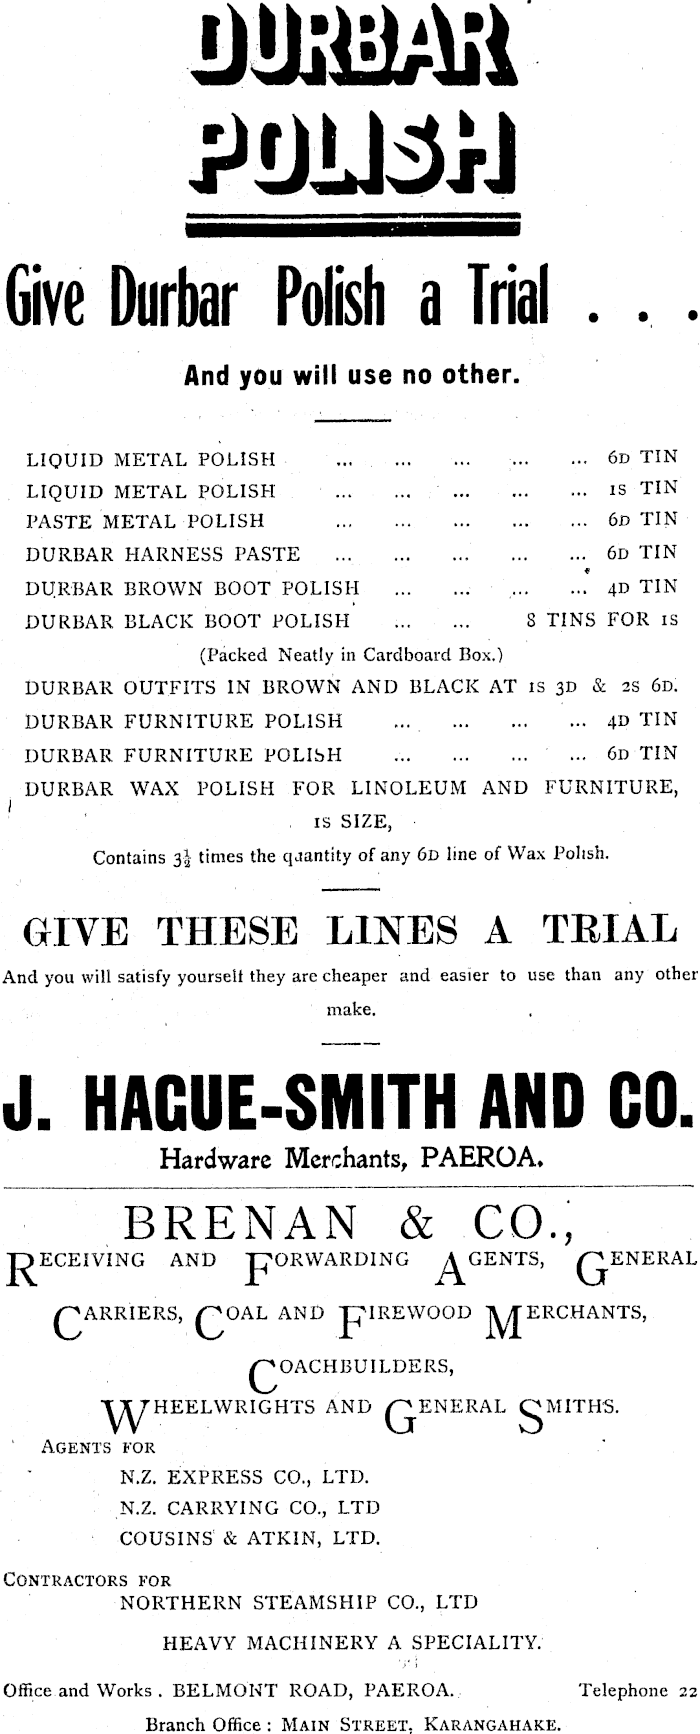 DURBAR
POLISH
Give Durbar Polish a Trial . . .
And you will use no other.
LIQUID METAL POLISH ... ... ... ... ... 6D TIN
LIQUID METAL POLISH ... ... ... ... ... 1S TIN
PASTE METAL POLISH ... ... ... ... ... 6D TIN
DURBAR HARNESS PASTE ... ... ... ... ... 6D TIN
DURBAR BROWN BOOT POLISH ... ... ... ... 4D TIN
DURBAR BLACK BOOT POLISH ... ... 8 TINS FOR 1S
(Packed Neatly in Cardboard Box.)
DURBAR OUTFITS IN BROWN AND BLACK AT 1S 3D & 2S 6D.
DURBAR FURNITURE POLISH ... ... ... ... 4D TIN
DURBAR FURNITURE POLISH ... ... ... ... 6D TIN
DURBAR WAX POLISH FOR LINOLEUM AND FURNITURE,
1S SIZE,
Contains 3½ times the quantity of any 6D line of Wax Polish.
GIVE THESE LINES A TRIAL
And you will satisfy yourself they are cheaper and easier to use than any other
make.
J. HAGUE-SMITH AND CO.
Hardware Merchants, PAEROA.
BRENAN & CO.,
RECEIVING AND FORWARDING AGENTS, GENERAL
CARRIERS, COAL AND FIREWOOD MERCHANTS,
COACHBUILDERS,
WHEELWRIGHTS AND GENERAL SMITHS.
AGENTS FOR
N.Z. EXPRESS CO., LTD.
N.Z. CARRYING CO., LTD
COUSINS & ATKIN, LTD.
CONTRACTORS FOR
NORTHERN STEAMSHIP CO., LTD
HEAVY MACHINERY A SPECIALITY.
Office and Works . BELMONT ROAD, PAEROA. Telephone 22
Branch Office : MAIN STREET, KARANGAHAKE.